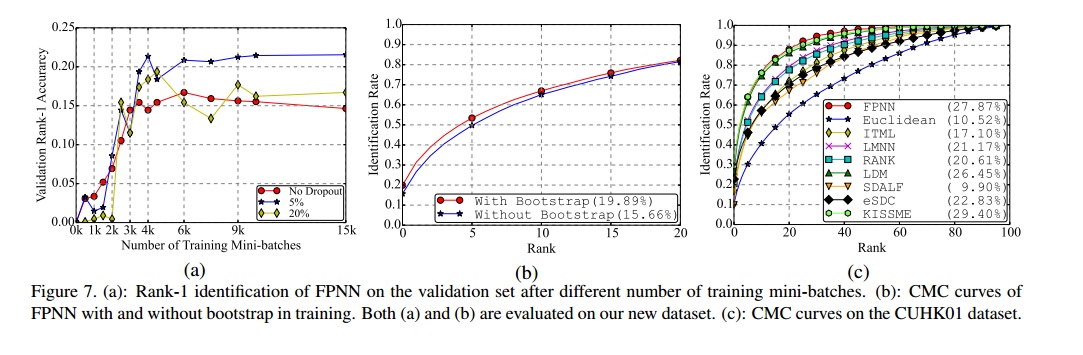 0.25
0.20
0.15
0.10
0.05
0.00
Validation Rank-1 Accurarcy
0k 1k 2k 3k 4k 6k 9k 15k
Number of Training Mini-batches
No Dropout
5%
20%
(a)
1.0
0.9
0.8
0.7
0.6
0.5
0.4
0.3
0.2
0.1
0.0
Identification Rate
0 5 10 15 20
Rank
With Bootstrap(19.89%)
Without Bootstrap(15.66%)
(b)
1.0
0.9
0.8
0.7
0.6
0.5
0.4
0.3
0.2
0.1
0.0
Identification Rate
0 20 40 60 80 100
Rank
FPNN (27.87%)
Euclidean (10.52%)
ITML (17.10%)
LMNN (21.17%)
RANK (20.61%)
LDM (26.45%)
SDALF ( 9.90%)
eSDC (22.83%)
KISSME (29.40%)
(c)
Figure 7. (a): Rank-1 identification of FPNN on the validation set after different number of training mini-batches. (b): CMC curves of
FPNN with and without bootstrap in training. Both (a) and (b) are evaluated on our new dataset. (c): CMC curves on the CUHK01 dataset.